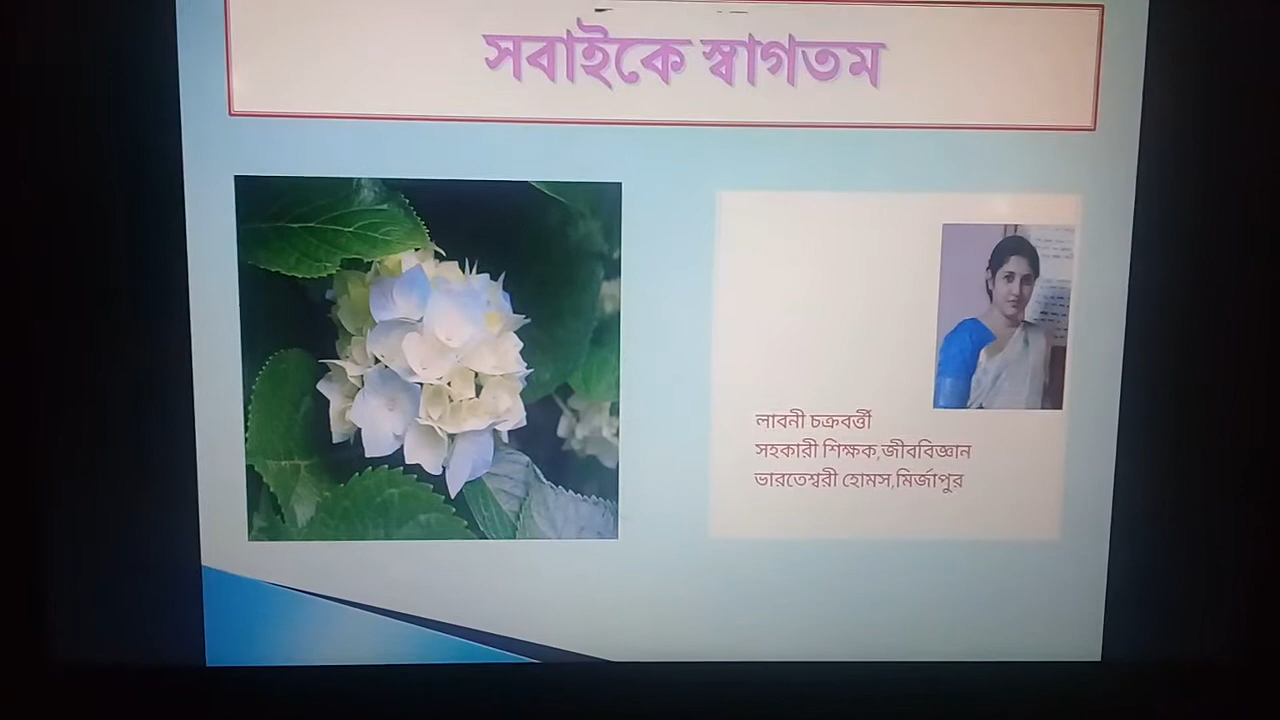 সবাইকে স্বাগতম
লাবনী চক্রবর্ত্তী
সহকারী শিক্ষক,জীববিজ্ঞান
ভারতেশ্বরী হোমস,মির্জাপুর